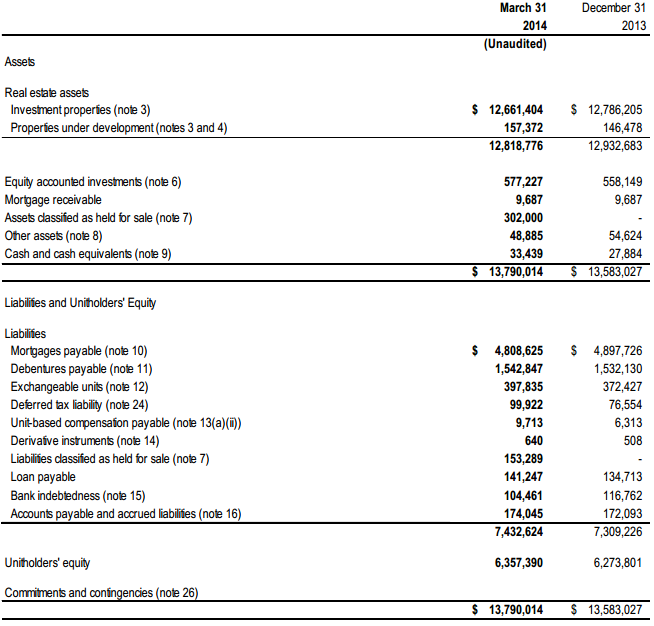 March 31 December 31
2014 2013
(Unaudited)
Assets
Real estate assets
Investment properties (note 3) $ 12,661,404 $ 12,786,205
Properties under development (notes 3 and 4) 157,372 146,478
12,818,776 12,932,683
Equity accounted investments (note 6) 577,227 558,149
Mortgage receivable 9,687 9,687
Assets classified as held for sale (note 7) 302,000 -
Other assets (note 8) 48,885 54,624
Cash and cash equivalents (note 9) 33,439 27,884
$ 13,790,014 $ 13,583,027
Liabilities and Unitholders' Equity
Liabilities
Mortgages payable (note 10) $ 4,808,625 $ 4,897,726
Debentures payable (note 11) 1,542,847 1,532,130
Exchangeable units (note 12) 397,835 372,427
Deferred tax liability (note 24) 99,922 76,554
Unit-based compensation payable (note 13(a)(ii)) 9,713 6,313
Derivative instruments (note 14) 640 508
Liabilities classified as held for sale (note 7) 153,289 -
Loan payable 141,247 134,713
Bank indebtedness (note 15) 104,461 116,762
Accounts payable and accrued liabilities (note 16) 174,045 172,093
7,432,624 7,309,226
Unitholders' equity 6,357,390 6,273,801
Commitments and contingencies (note 26)
$ 13,790,014 $ 13,583,027